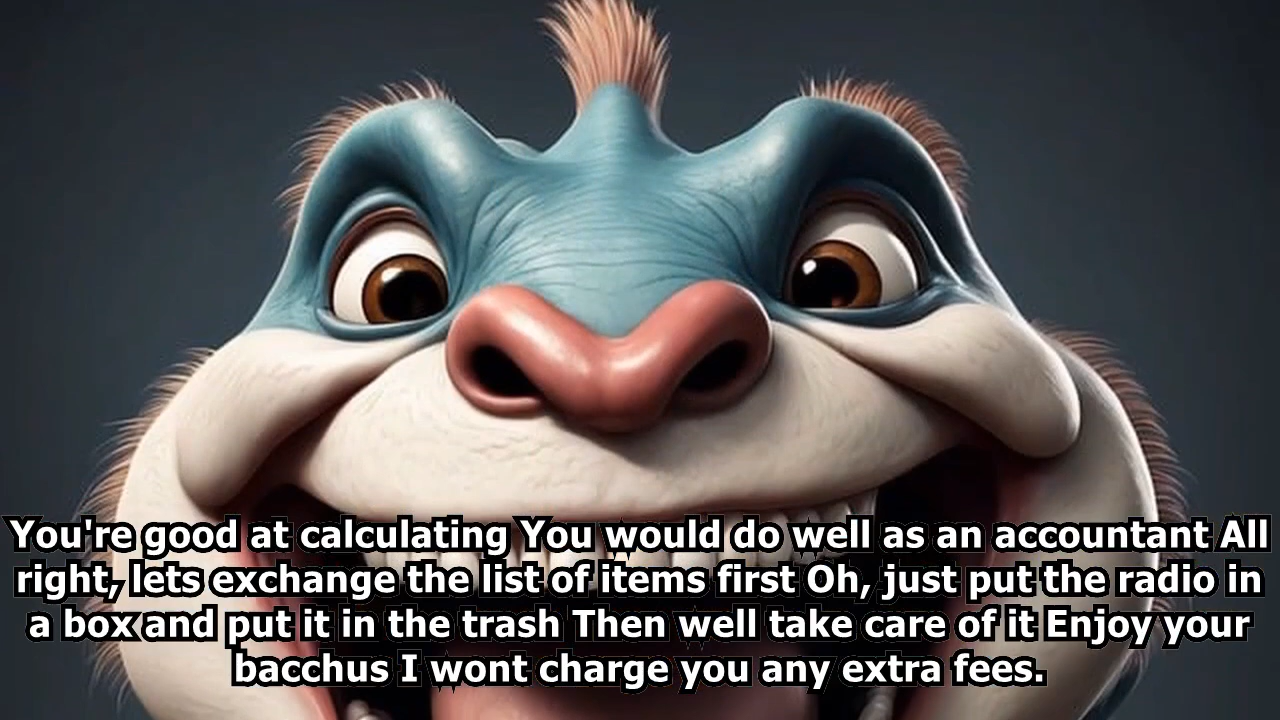 You're good at calculating You would do well as an accountant All
right, lets exchange the list of items first Oh, just put the radio in
a box and put it in the trash Then well take care of it Enjoy your
bacchus I wont charge you any extra fees.